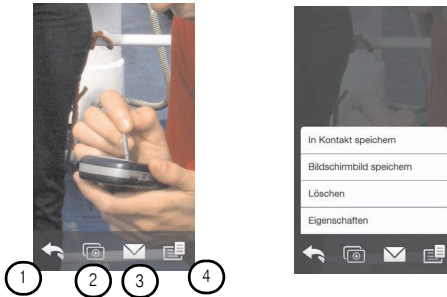 In Kontakt speichern
Bildschirmbild speichern
Löschen
Eigenschaften
1
2
3
4